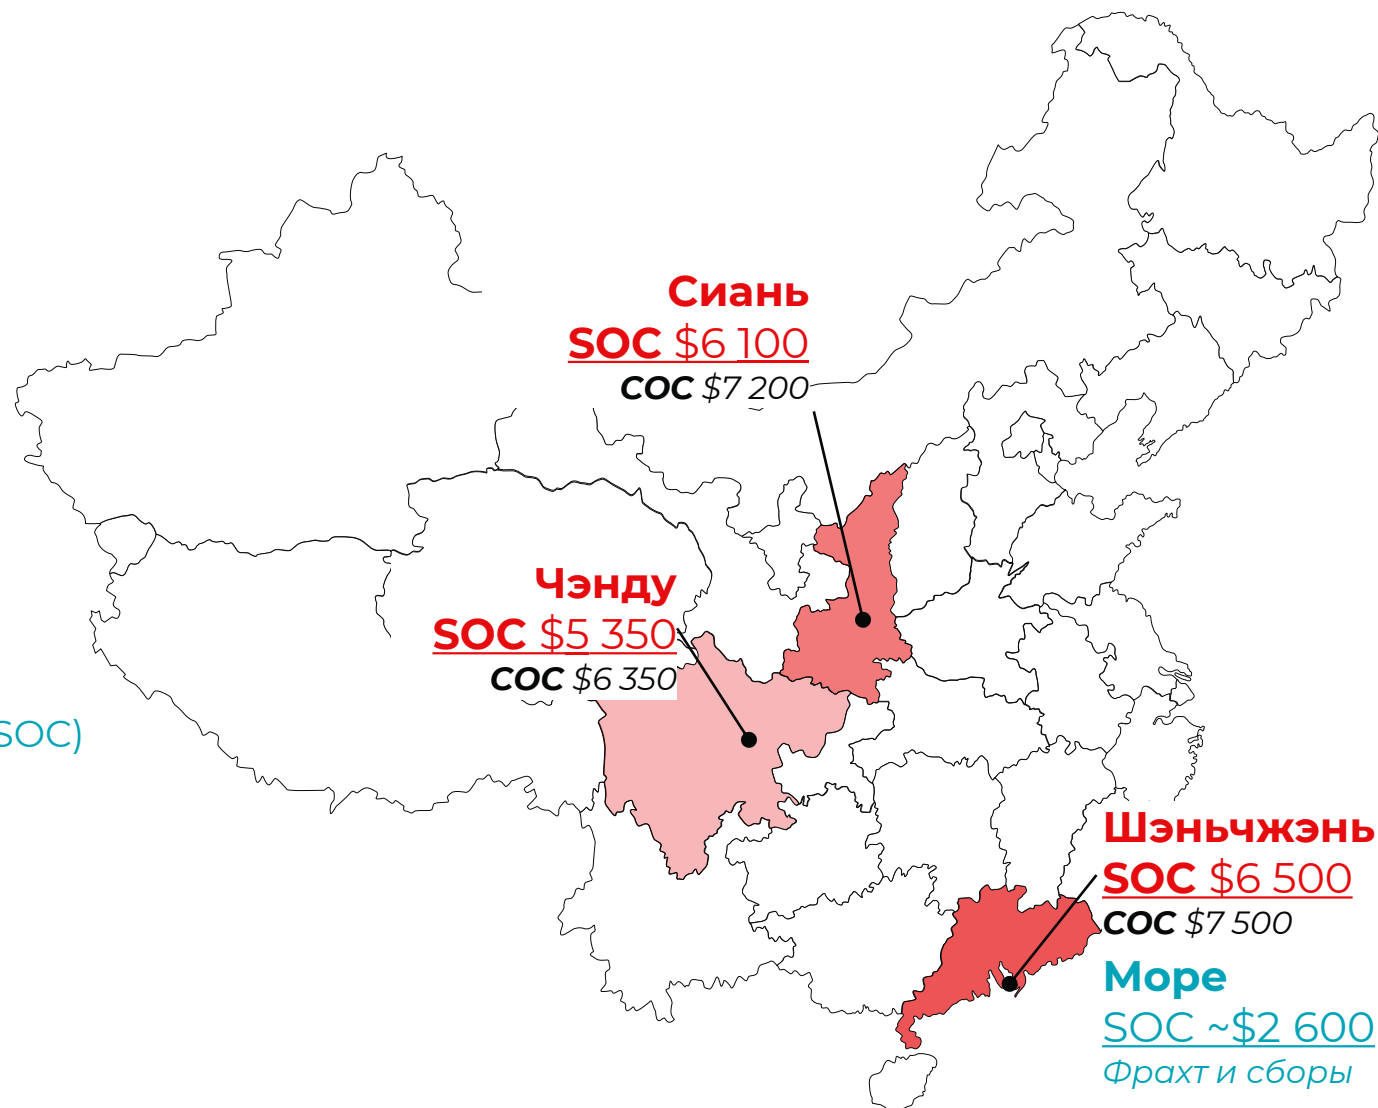 Сиань
SOC $6 100
COC $7 200
Чэнду
SOC $5 350
COC $6 350
SOC)
Шэньчжэнь
SOC $6 500
COC $7 500
Море
SOC ~$2 600
Фрахт и сборы